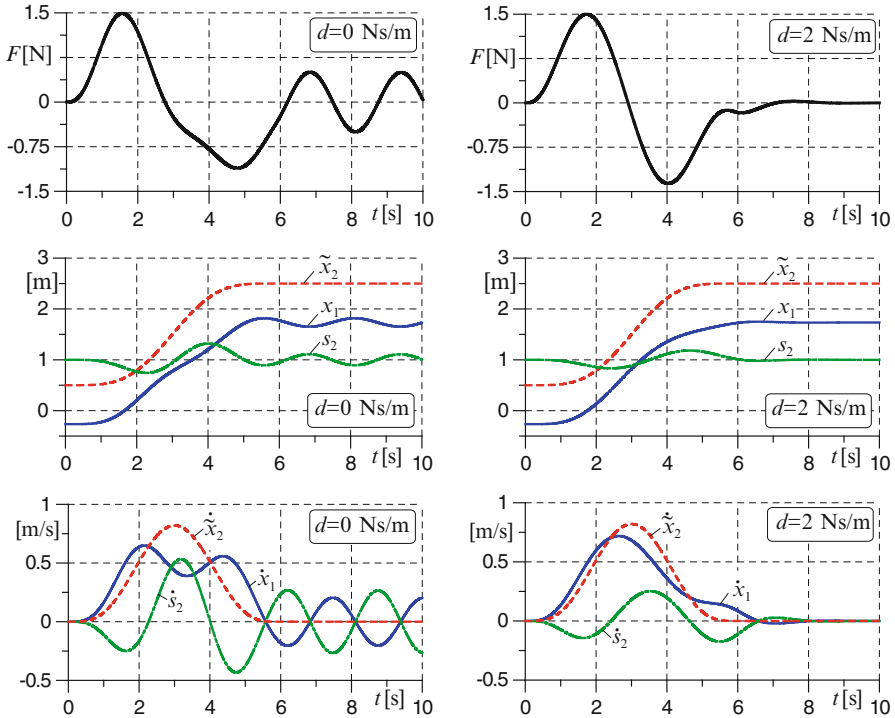 1.5
F[N]
0
-0.75
-1.5
0 2 4 6 8 10
t[s]
d=0 Ns/m
1.5
F[N]
0
-0.75
-1.5
0 2 4 6 8 10
t[s]
d=2 Ns/m
3
[m]
2
1
0
0 2 4 6 8 10
t[s]
x̃₂
x₁
s₂
d=0 Ns/m
3
[m]
2
1
0
0 2 4 6 8 10
t[s]
x̃₂
x₁
s₂
d=2 Ns/m
1
[m/s]
0.5
0
-0.5
0 2 4 6 8 10
t[s]
x̃̇₂
ẋ₁
ṡ₂
d=0 Ns/m
1
[m/s]
0.5
0
-0.5
0 2 4 6 8 10
t[s]
x̃̇₂
ẋ₁
ṡ₂
d=2 Ns/m